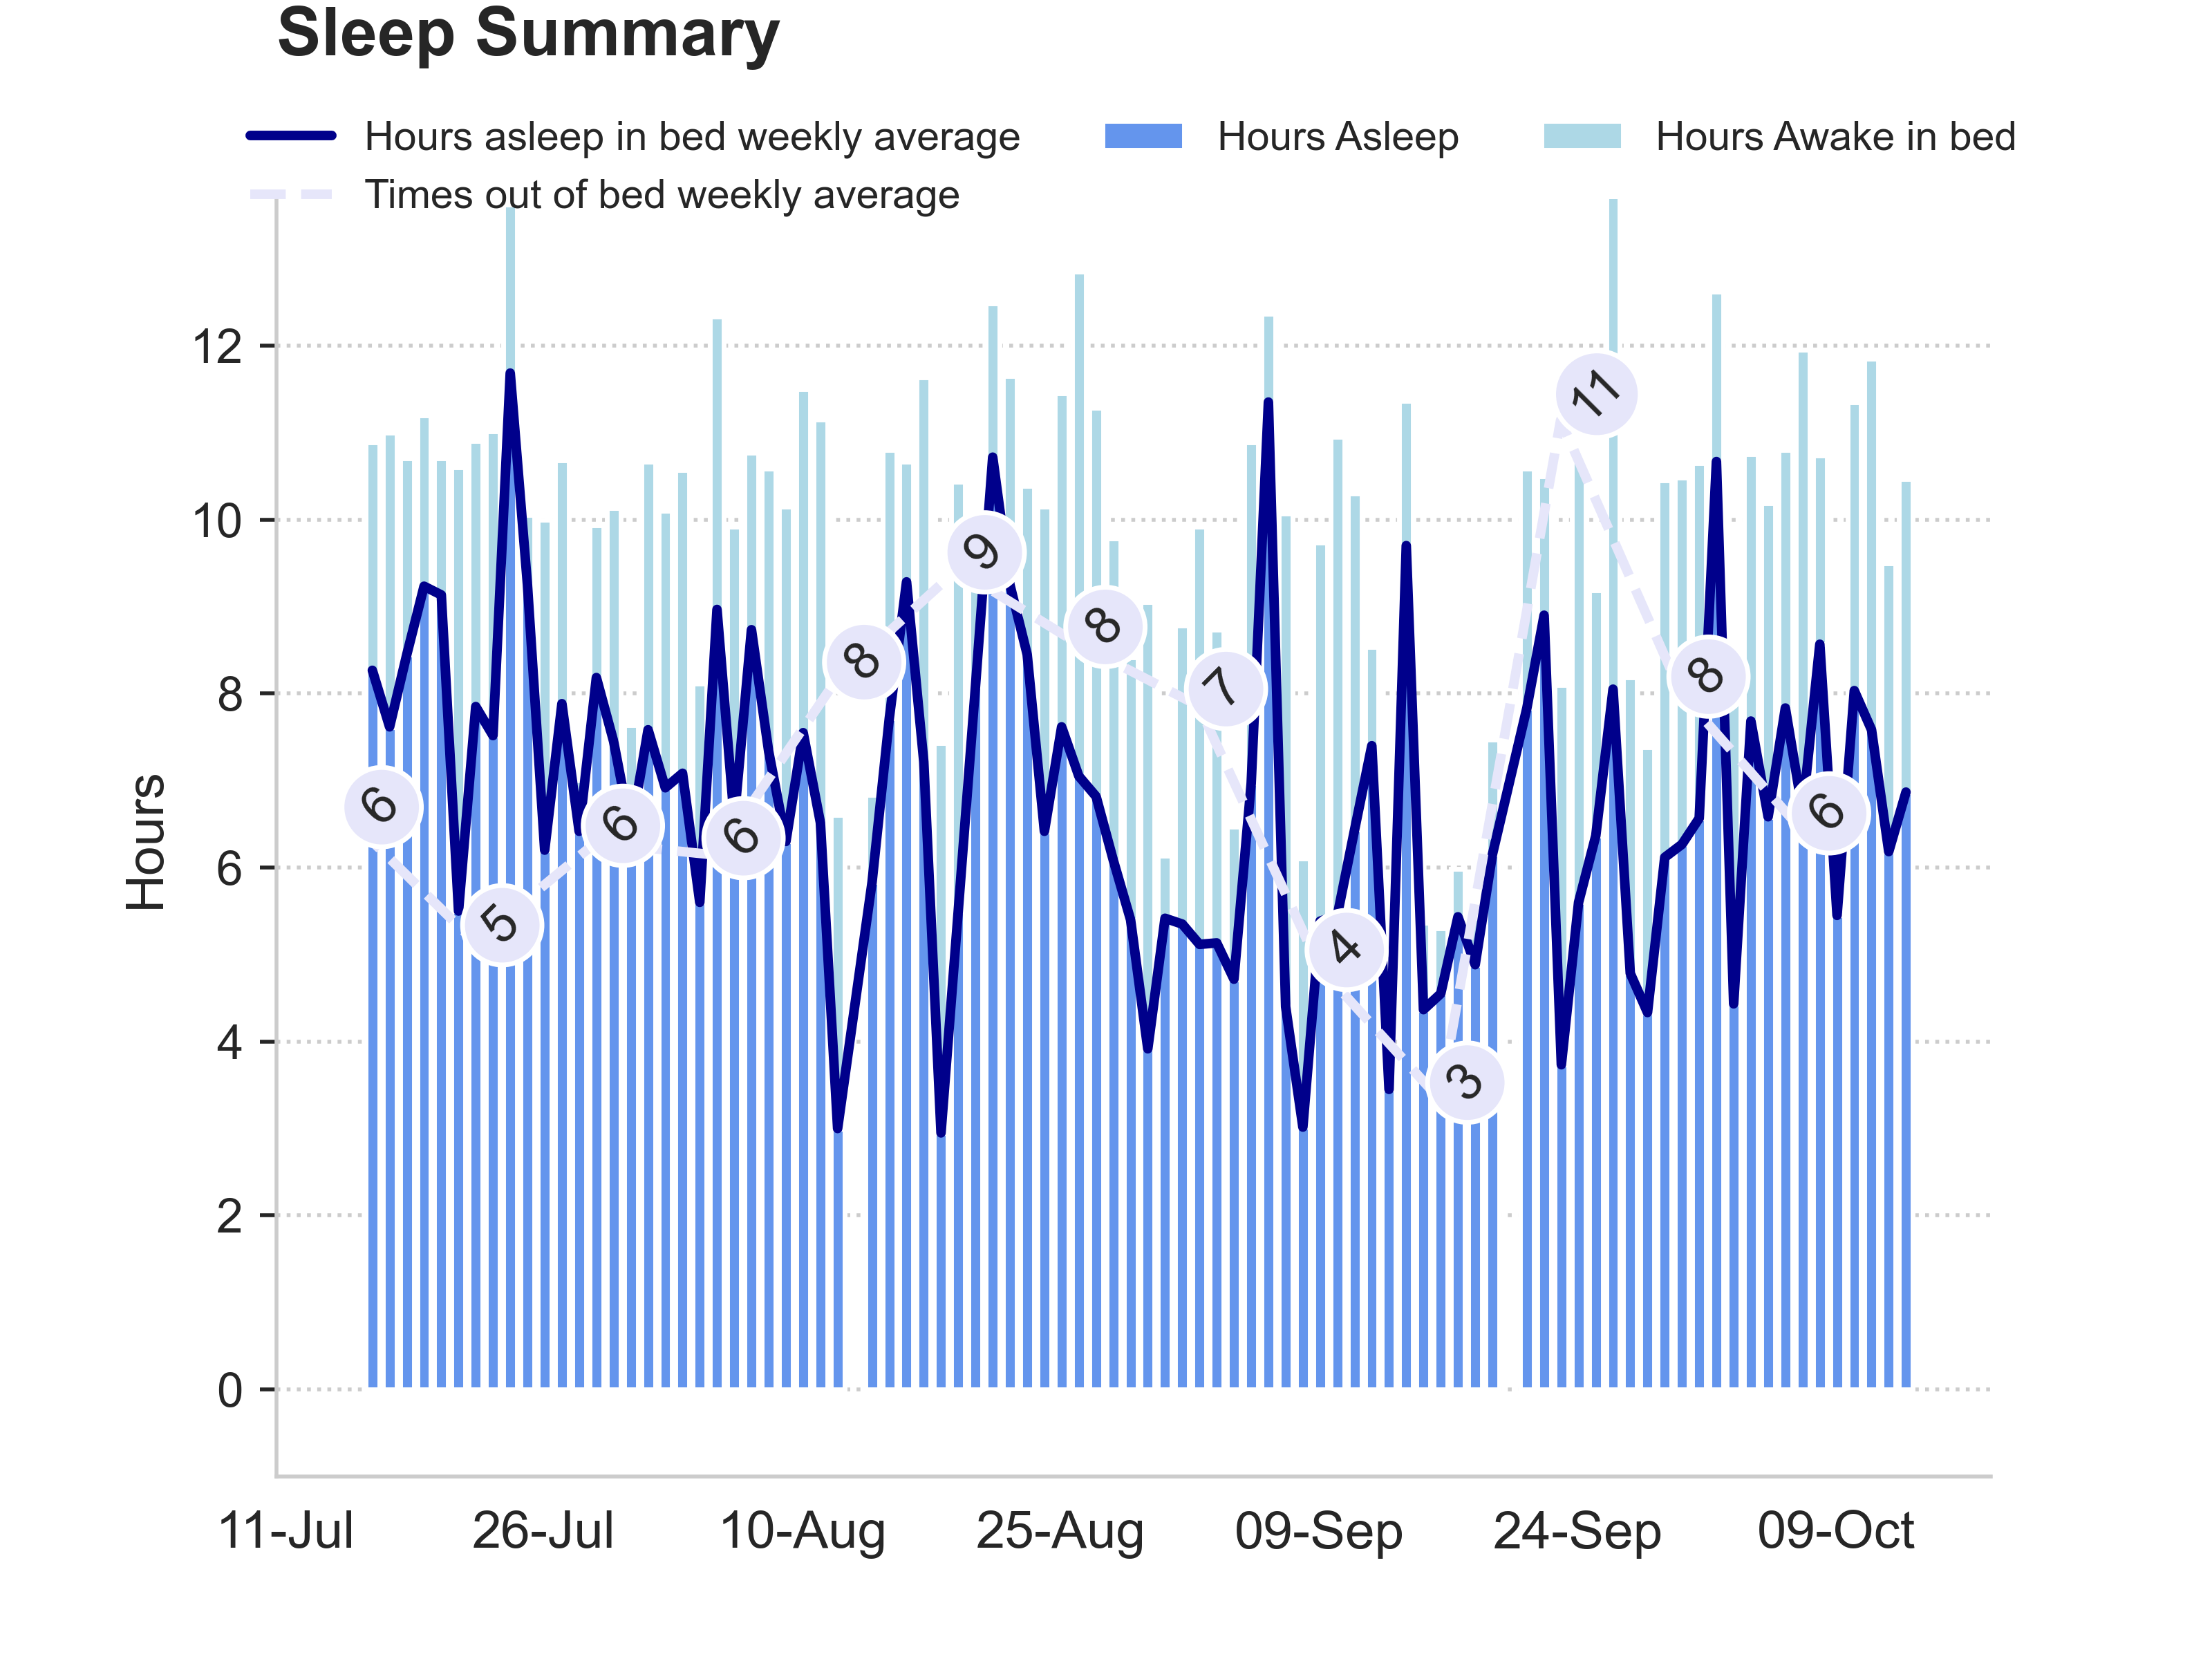 Sleep Summary
Hours asleep in bed weekly average
Hours Asleep
Hours Awake in bed
Times out of bed weekly average
12
10
8
6
4
2
0
Hours
6
5
6
6
8
9
8
7
4
3
11
8
6
11-Jul
26-Jul
10-Aug
25-Aug
09-Sep
24-Sep
09-Oct